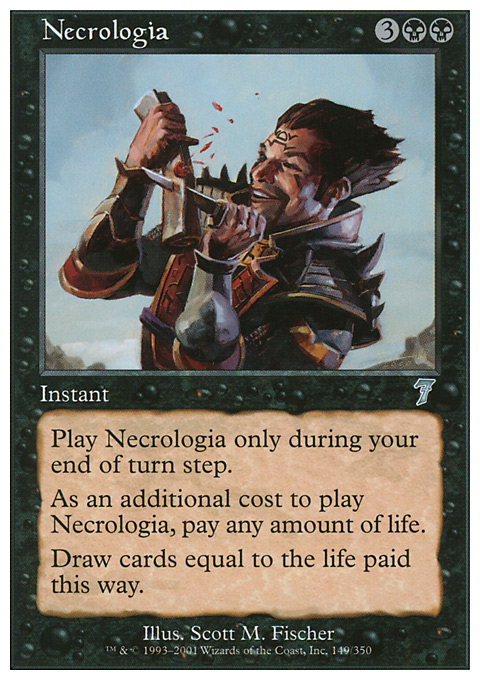 Necrologia 3
Instant 7
Play Necrologia only during your
end of turn step.
As an additional cost to play
Necrologia, pay any amount of life.
Draw cards equal to the life paid
this way.
Illus. Scott M. Fischer
™ & © 1993–2001 Wizards of the Coast, Inc. 149/350